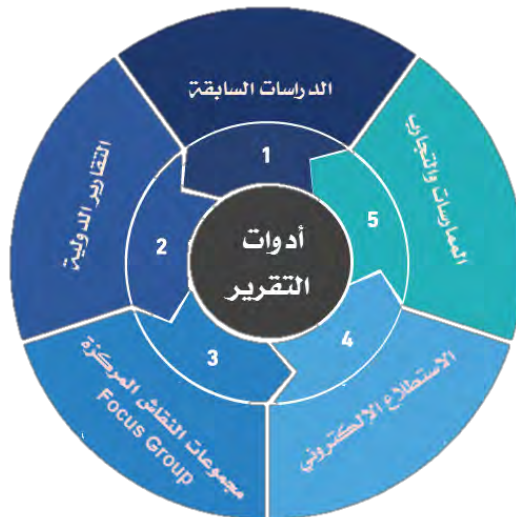 أدوات
التقرير
1
الدراسات السابقة
2
التقارير الدولية
3
مجموعات النقاش المركزة
Focus Group
4
الاستطلاع الالكتروني
5
الممارسات والتجارب